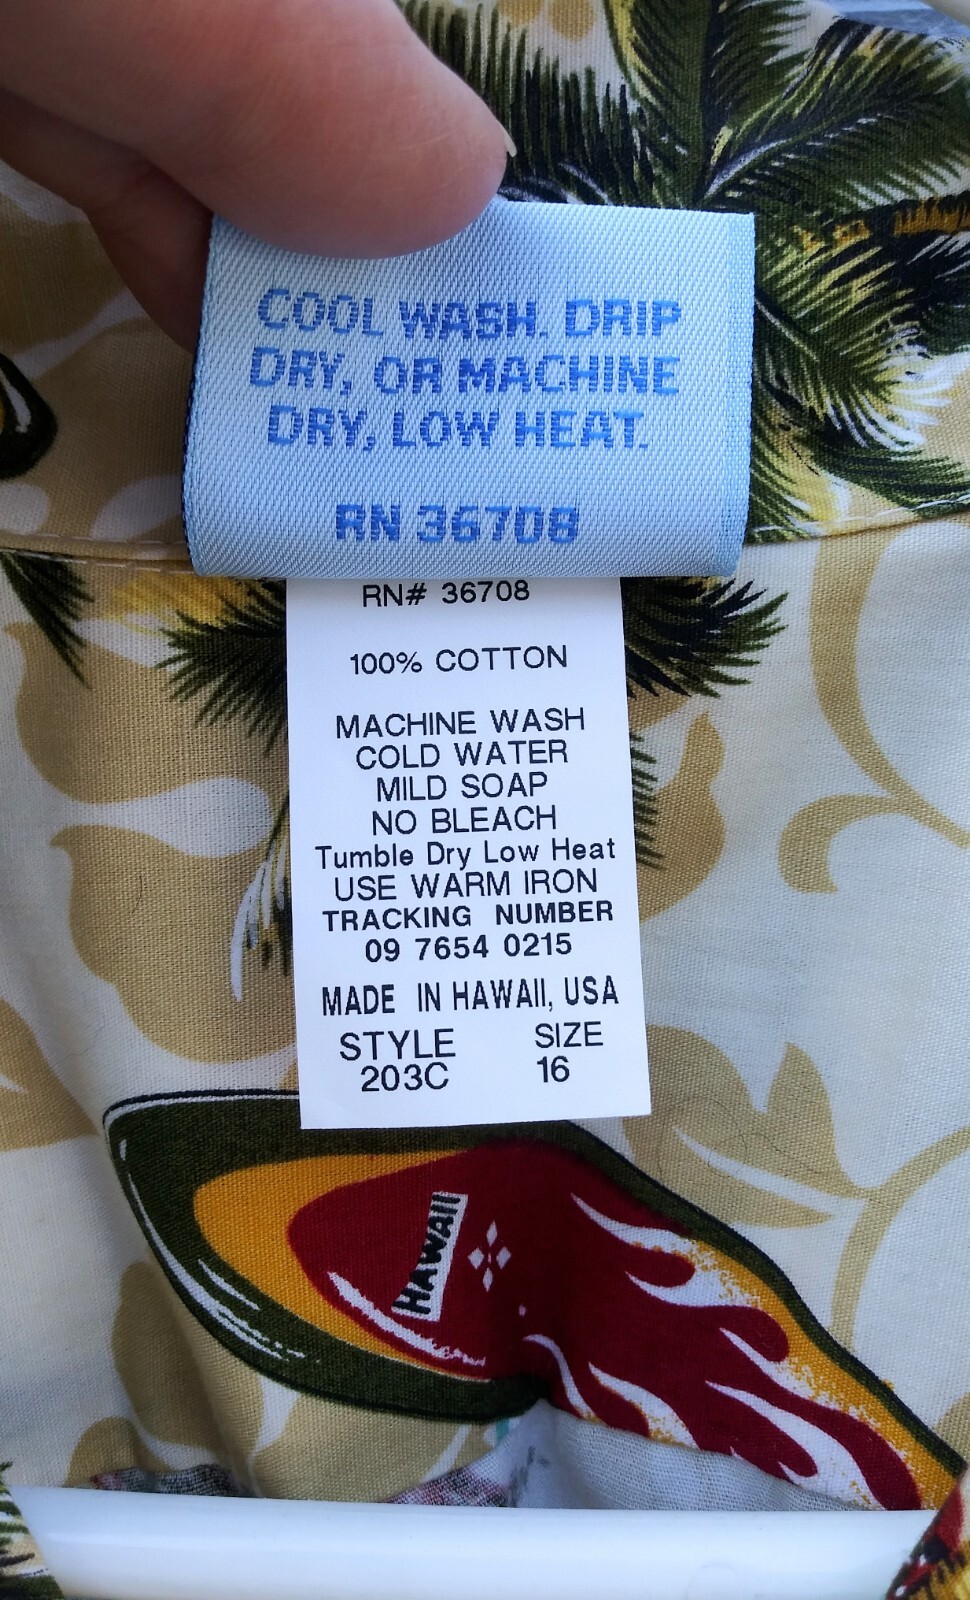 COOL WASH. DRIP
DRY, OR MACHINE
DRY, LOW HEAT.
RN 36708
RN# 36708
100% COTTON
MACHINE WASH
COLD WATER
MILD SOAP
NO BLEACH
Tumble Dry Low Heat
USE WARM IRON
TRACKING NUMBER
09 7654 0215
MADE IN HAWAII, USA
STYLE SIZE
203C 16
HAWAII